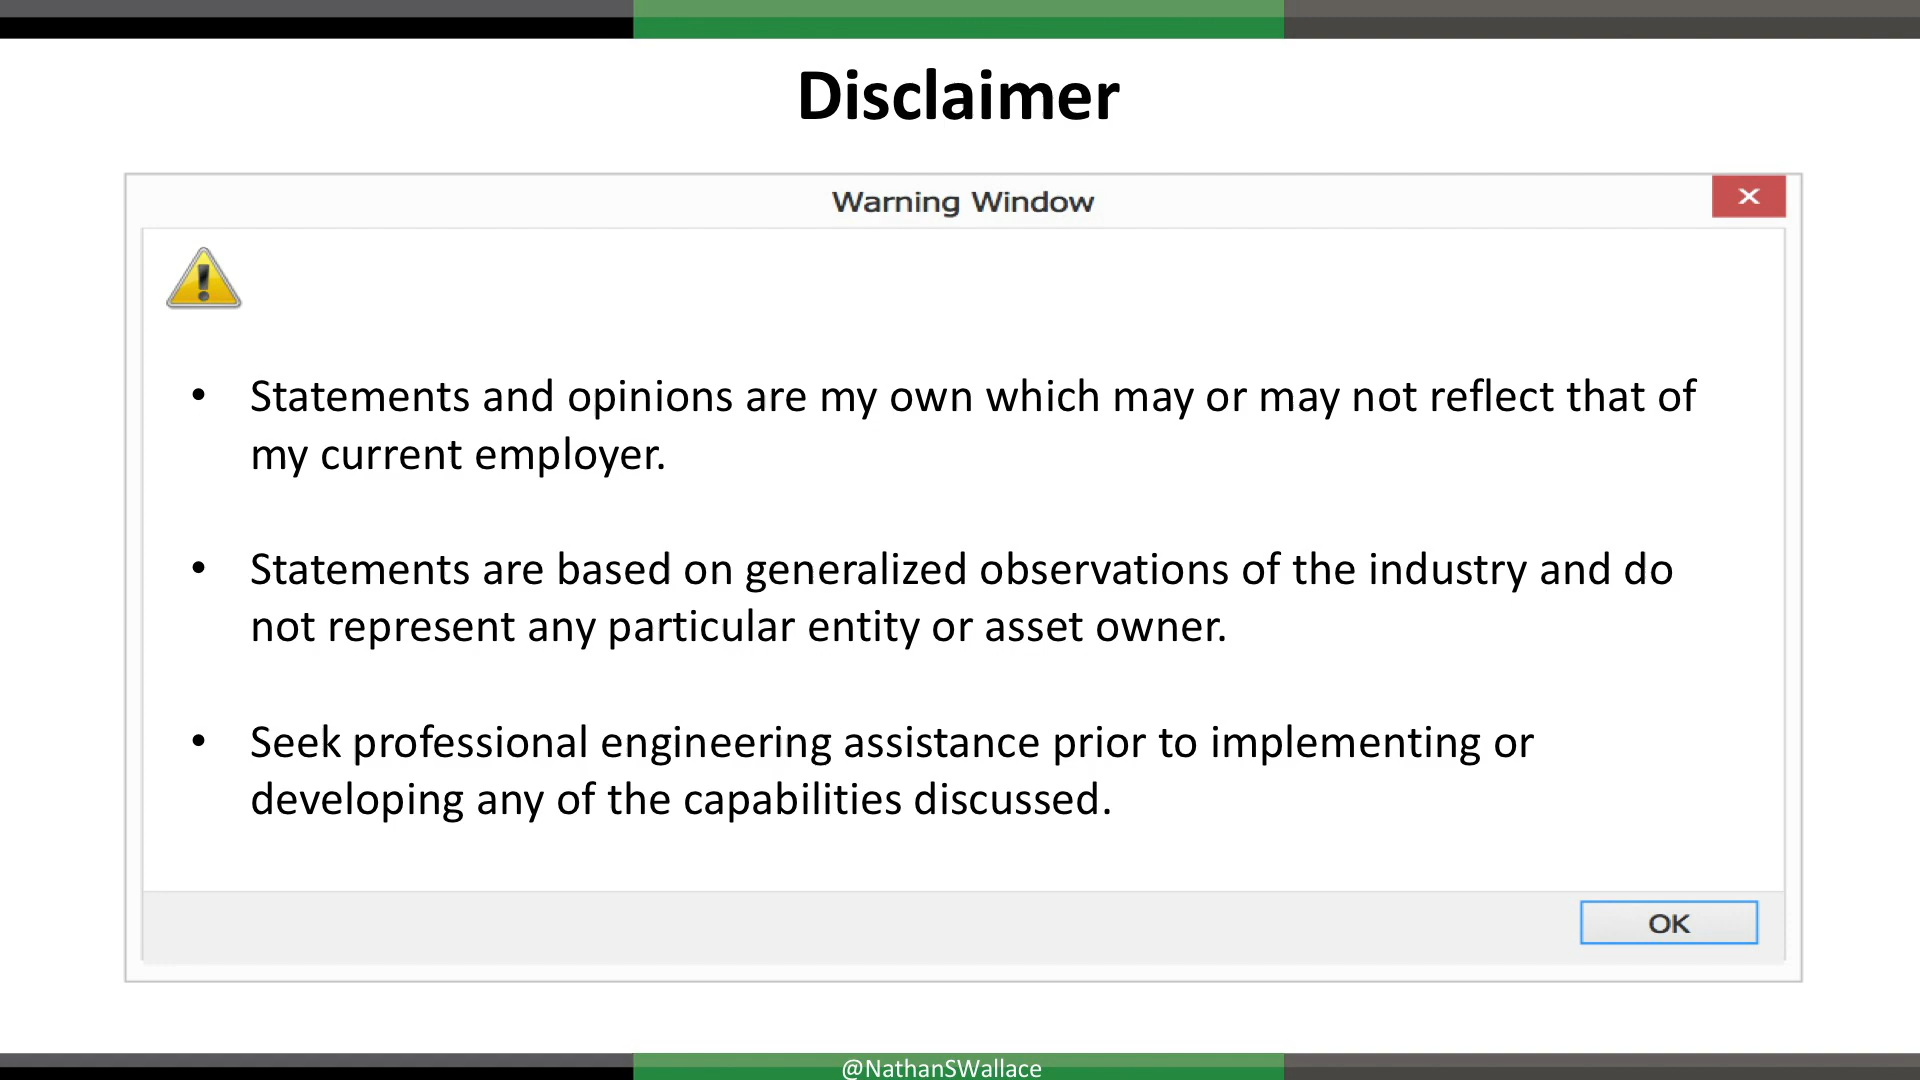 Disclaimer
Warning Window
• Statements and opinions are my own which may or may not reflect that of
my current employer.
• Statements are based on generalized observations of the industry and do
not represent any particular entity or asset owner.
• Seek professional engineering assistance prior to implementing or
developing any of the capabilities discussed.
OK
@NathanSWallace